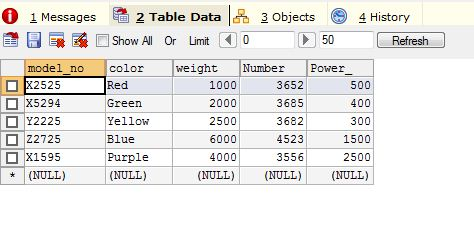 1 Messages 2 Table Data 3 Objects 4 History
Show All Or Limit 0 50 Refresh
model_no color weight Number Power_
X2525 Red 1000 3652 500
X5294 Green 2000 3685 400
Y2225 Yellow 2500 3682 300
Z2725 Blue 6000 4523 1500
X1595 Purple 4000 3556 2500
* (NULL) (NULL) (NULL) (NULL) (NULL)